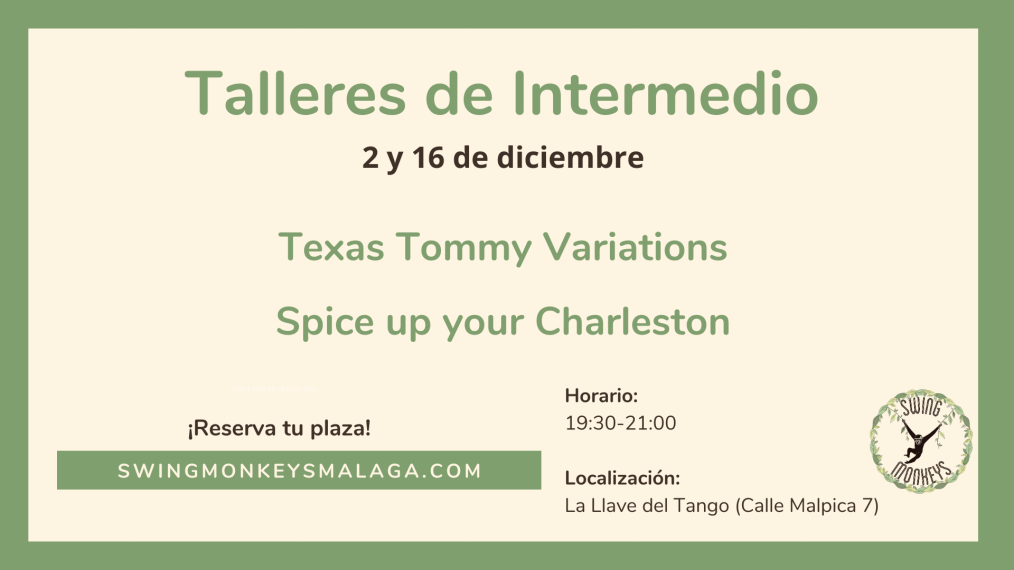 Talleres de Intermedio
2 y 16 de diciembre
Texas Tommy Variations
Spice up your Charleston
¡Reserva tu plaza!
SWINGMONKEYSMALAGA.COM
Horario:
19:30-21:00
Localización:
La Llave del Tango (Calle Malpica 7)
SWING
MONKEYS